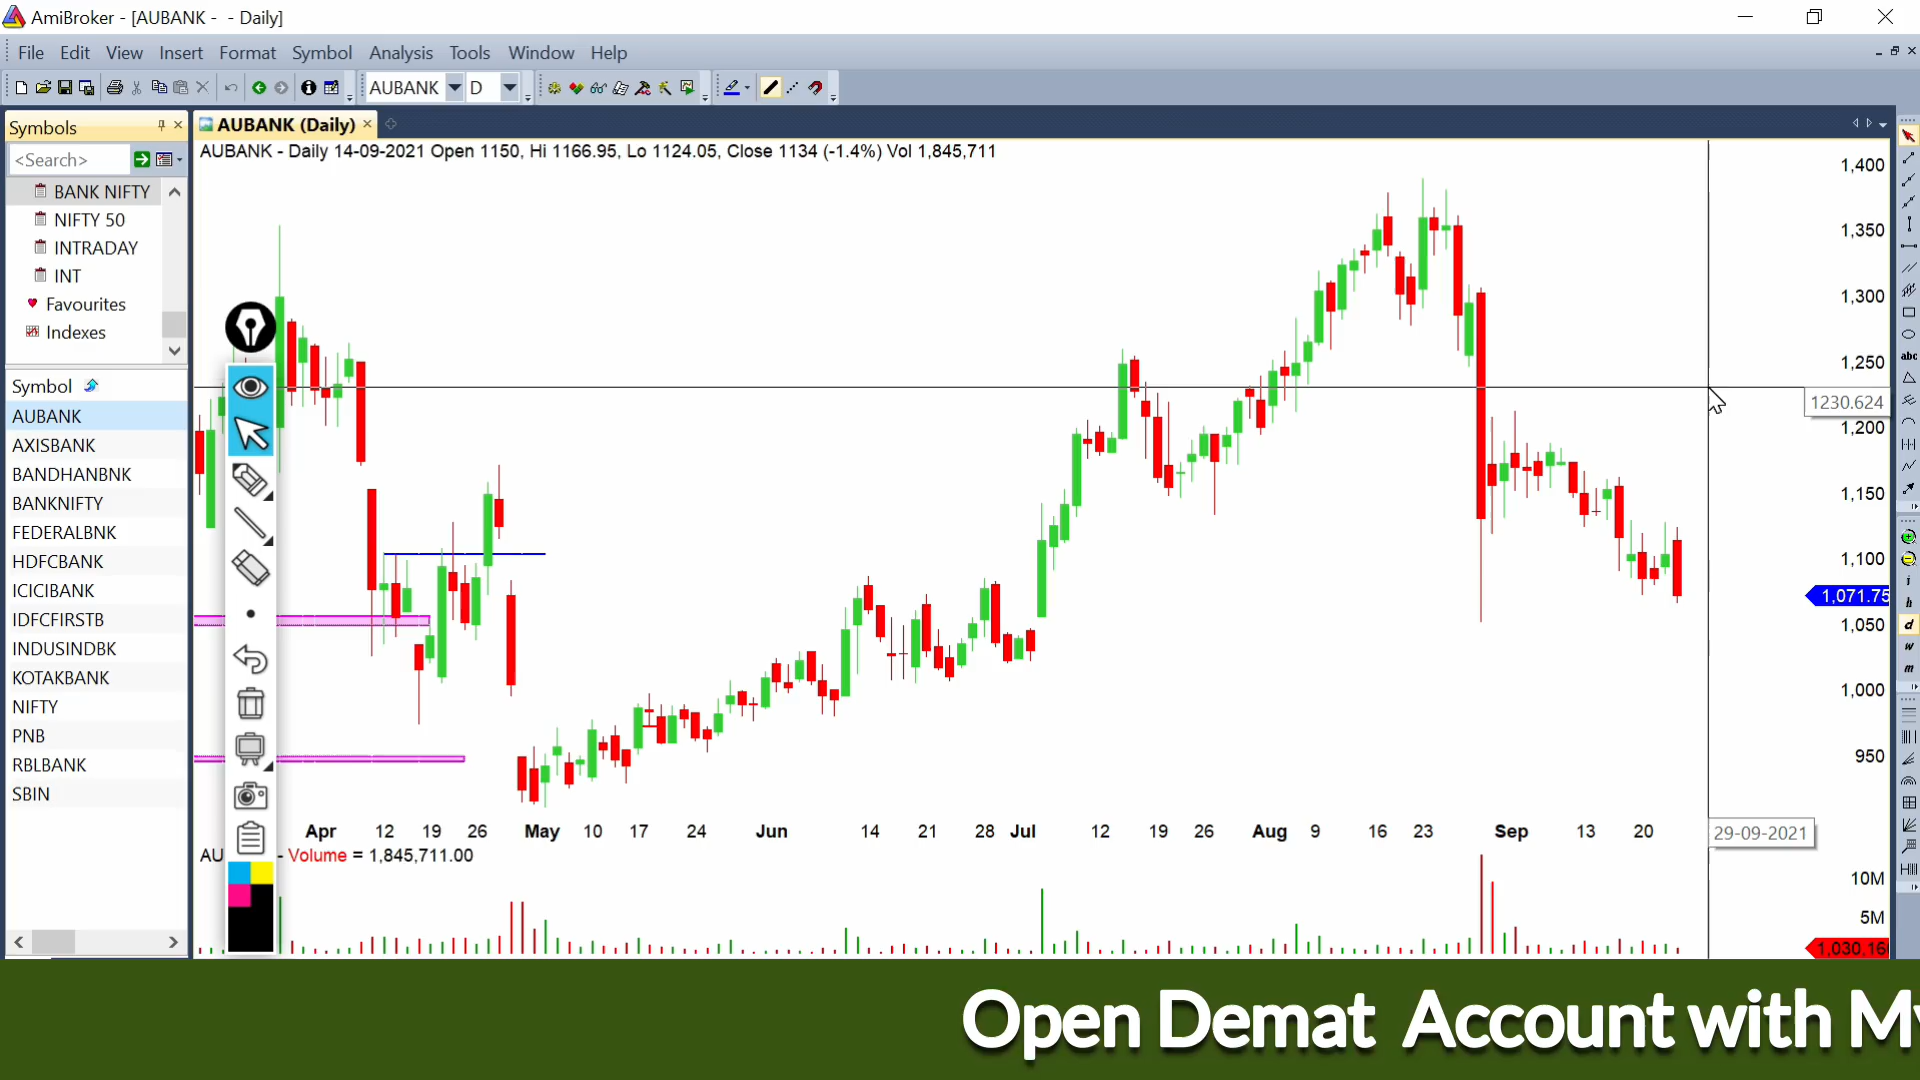 AmiBroker - [AUBANK - - Daily]
File Edit View Insert Format Symbol Analysis Tools Window Help
AUBANK D
Symbols
AUBANK (Daily)
<Search>
AUBANK - Daily 14-09-2021 Open 1150, Hi 1166.95, Lo 1124.05, Close 1134 (-1.4%) Vol 1,845,711
BANK NIFTY
NIFTY 50
INTRADAY
INT
Favourites
Indexes
Symbol
AUBANK
AXISBANK
BANDHANBNK
BANKNIFTY
FEDERALBNK
HDFCBANK
ICICIBANK
IDFCFIRSTB
INDUSINDBK
KOTAKBANK
NIFTY
PNB
RBLBANK
SBIN
1,400
1,350
1,300
1,250
1230.624
1,200
1,150
1,100
1,071.75
1,050
1,000
950
abc
i
h
d
w
m
Apr 12 19 26 May 10 17 24 Jun 14 21 28 Jul 12 19 26 Aug 9 16 23 Sep 13 20
29-09-2021
AU - Volume = 1,845,711.00
10M
5M
1,030,16
Open Demat Account with My